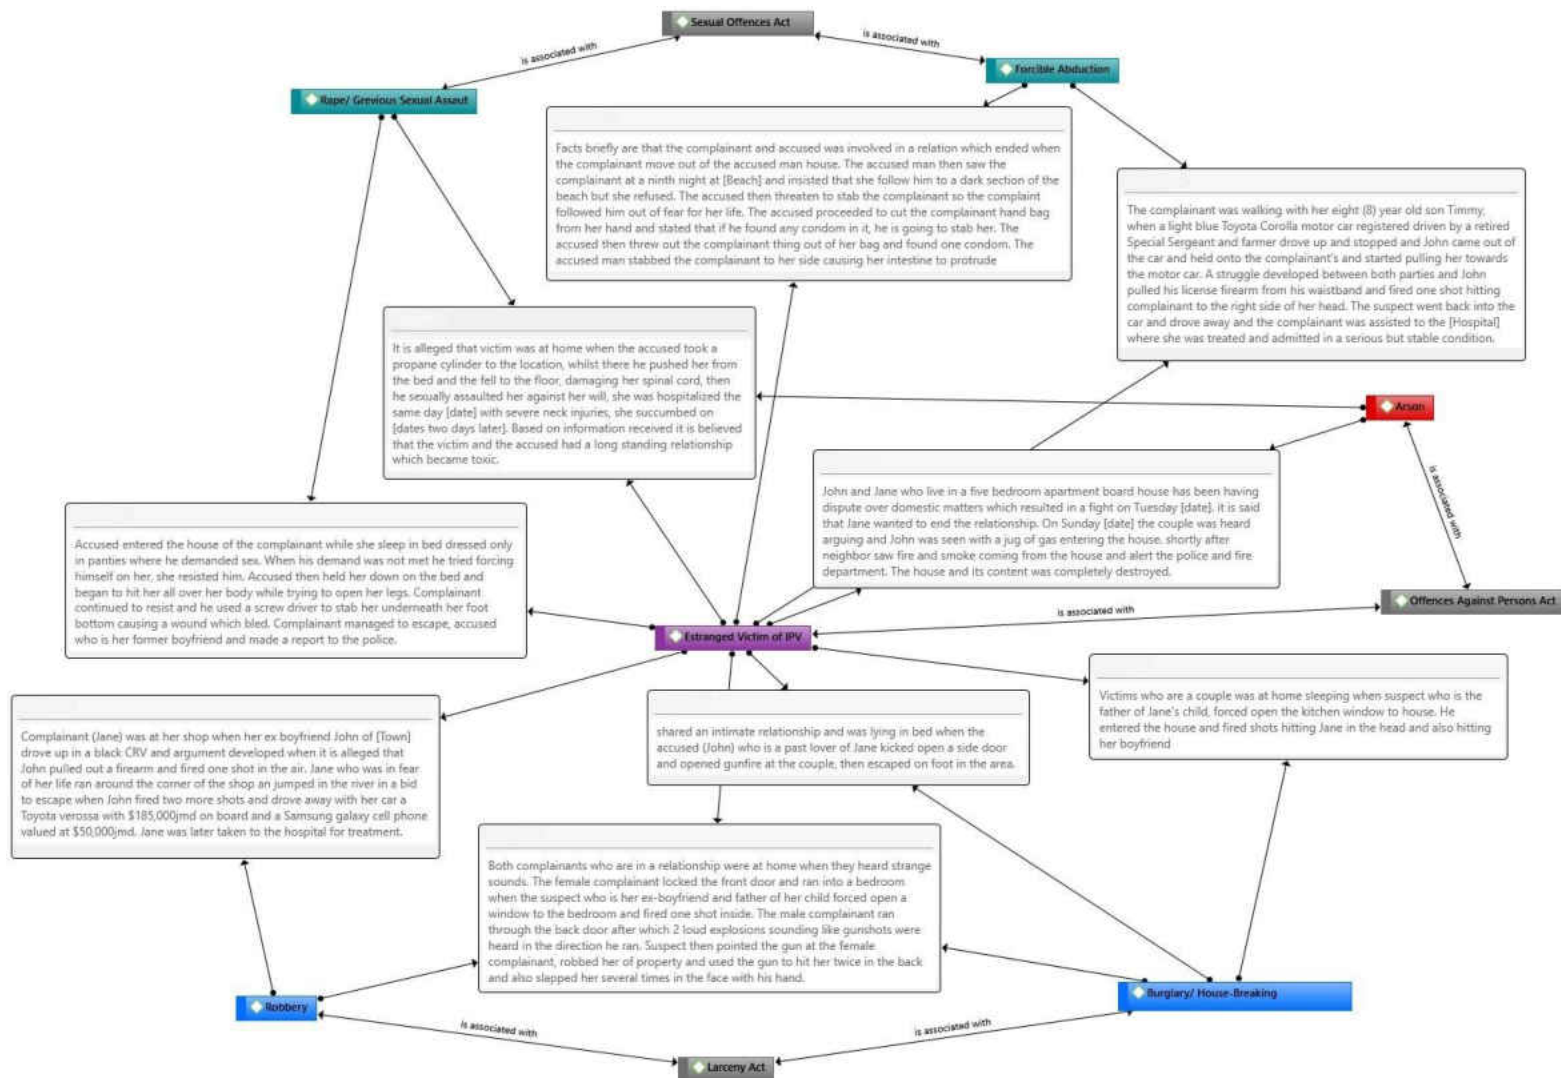 Sexual Offences Act
is associated with
is associated with
Forcible Abduction
Rape/ Grevious Sexual Assaut
Facts briefly are that the complainant and accused was involved in a relation which ended when
the complainant move out of the accused man house. The accused man then saw the
complainant at a ninth night at [Beach] and insisted that she follow him to a dark section of the
beach but she refused. The accused then threaten to stab the complainant so the complaint
followed him out of fear for her life. The accused proceeded to cut the complainant hand bag
from her hand and stated that if he found any condom in it, he is going to stab her. The
accused then threw out the complainant thing out of her bag and found one condom. The
accused man stabbed the complainant to her side causing her intestine to protrude
The complainant was walking with her eight (8) year old son Timmy,
when a light blue Toyota Corolla motor car registered driven by a retired
Special Sergeant and farmer drove up and stopped and John came out of
the car and held onto the complainant's and started pulling her towards
the motor car. A struggle developed between both parties and John
pulled his license firearm from his waistband and fired one shot hitting
complainant to the right side of her head. The suspect went back into the
car and drove away and the complainant was assisted to the [Hospital]
where she was treated and admitted in a serious but stable condition.
It is alleged that victim was at home when the accused took a
propane cylinder to the location, whilst there he pushed her from
the bed and the fell to the floor, damaging her spinal cord, then
he sexually assaulted her against her will, she was hospitalized the
same day [date] with severe neck injuries, she succumbed on
[dates two days later]. Based on information received it is believed
that the victim and the accused had a long standing relationship
which became toxic.
Arson
is associated with
John and Jane who live in a five bedroom apartment board house has been having
dispute over domestic matters which resulted in a fight on Tuesday [date]. it is said
that Jane wanted to end the relationship. On Sunday [date] the couple was heard
arguing and John was seen with a jug of gas entering the house. shortly after
neighbor saw fire and smoke coming from the house and alert the police and fire
department. The house and its content was completely destroyed.
Accused entered the house of the complainant while she sleep in bed dressed only
in panties where he demanded sex. When his demand was not met he tried forcing
himself on her, she resisted him. Accused then held her down on the bed and
began to hit her all over her body while trying to open her legs. Complainant
continued to resist and he used a screw driver to stab her underneath her foot
bottom causing a wound which bled. Complainant managed to escape, accused
who is her former boyfriend and made a report to the police.
Offences Against Persons Act
is associated with
Estranged Victim of IPV
Victims who are a couple was at home sleeping when suspect who is the
father of Jane's child, forced open the kitchen window to house. He
entered the house and fired shots hitting Jane in the head and also hitting
her boyfriend
shared an intimate relationship and was lying in bed when the
accused (John) who is a past lover of Jane kicked open a side door
and opened gunfire at the couple, then escaped on foot in the area.
Complainant (Jane) was at her shop when her ex boyfriend John of [Town]
drove up in a black CRV and argument developed when it is alleged that
John pulled out a firearm and fired one shot in the air. Jane who was in fear
of her life ran around the corner of the shop an jumped in the river in a bid
to escape when John fired two more shots and drove away with her car a
Toyota verossa with $185,000jmd on board and a Samsung galaxy cell phone
valued at $50,000jmd. Jane was later taken to the hospital for treatment.
Both complainants who are in a relationship were at home when they heard strange
sounds. The female complainant locked the front door and ran into a bedroom
when the suspect who is her ex-boyfriend and father of her child forced open a
window to the bedroom and fired one shot inside. The male complainant ran
through the back door after which 2 loud explosions sounding like gunshots were
heard in the direction he ran. Suspect then pointed the gun at the female
complainant, robbed her of property and used the gun to hit her twice in the back
and also slapped her several times in the face with his hand.
Robbery
Burglary/ House-Breaking
is associated with
is associated with
Larceny Act